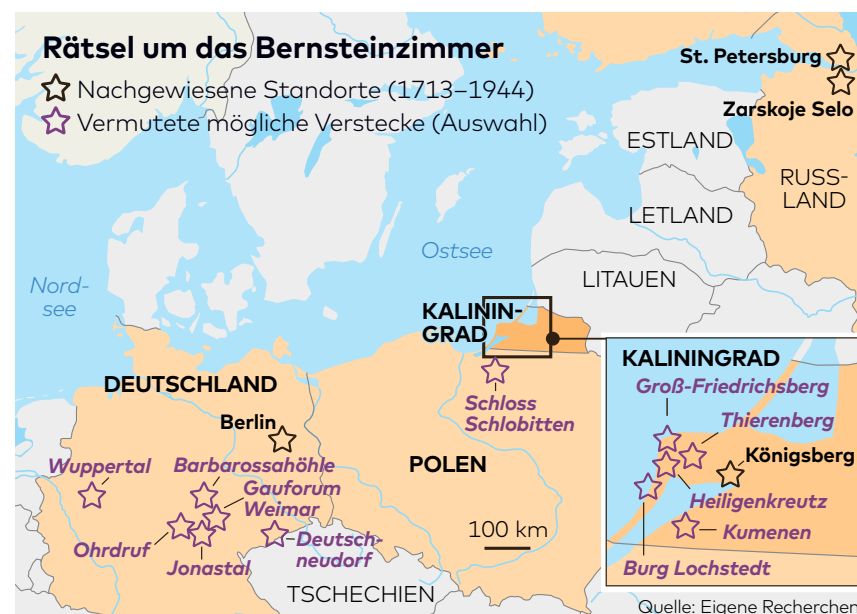 Rätsel um das Bernsteinzimmer
Nachgewiesene Standorte (1713–1944)
Vermutete mögliche Verstecke (Auswahl)
St. Petersburg
Zarskoje Selo
ESTLAND
RUSS-
LAND
LETLAND
Ostsee
LITAUEN
Nord-
see
KALININ-
GRAD
DEUTSCHLAND
Berlin
Schloss
Schlobitten
POLEN
Wuppertal
Barbarossahöhle
Gauforum
Weimar
Ohrdruf
Jonastal
Deutsch-
neudorf
100 km
TSCHECHIEN
KALININGRAD
Groß-Friedrichsberg
Thierenberg
Königsberg
Heiligenkreutz
Kumenen
Burg Lochstedt
Quelle: Eigene Recherchen